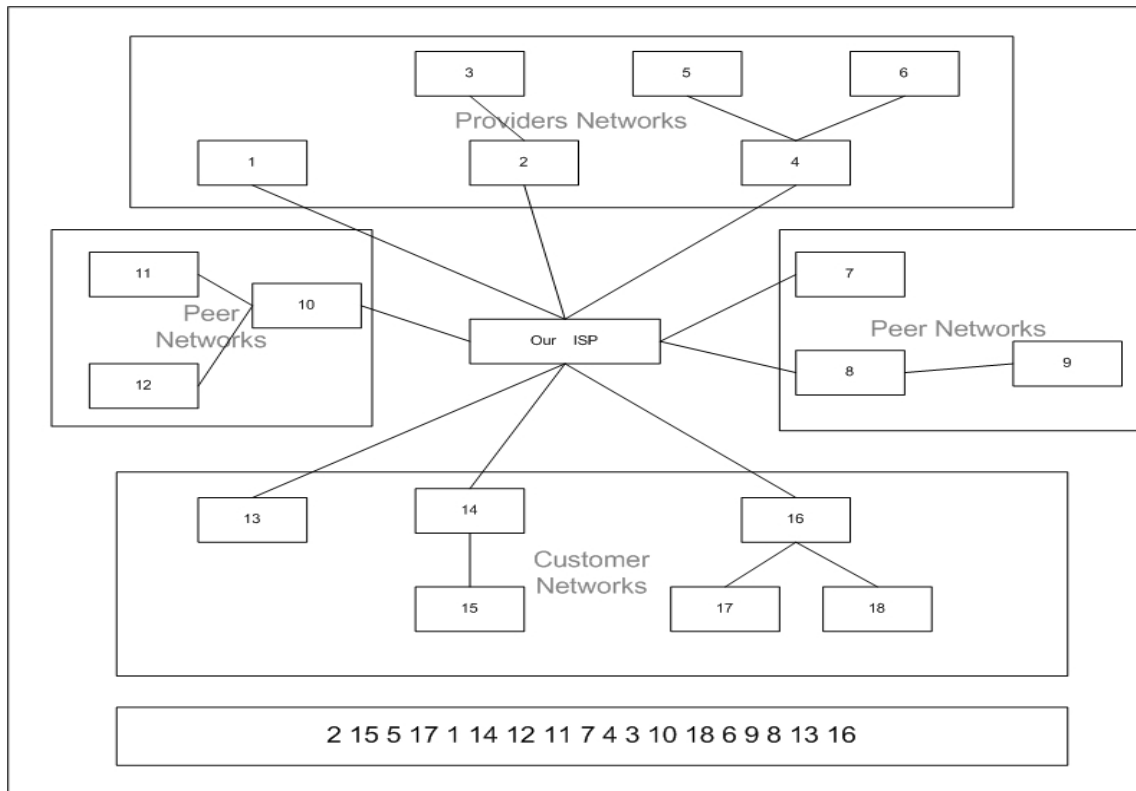 3
5
6
Providers Networks
1
2
4
11
10
Peer
Networks
12
Our ISP
7
Peer Networks
8
9
13
14
16
Customer
Networks
15
17
18
2 15 5 17 1 14 12 11 7 4 3 10 18 6 9 8 13 16